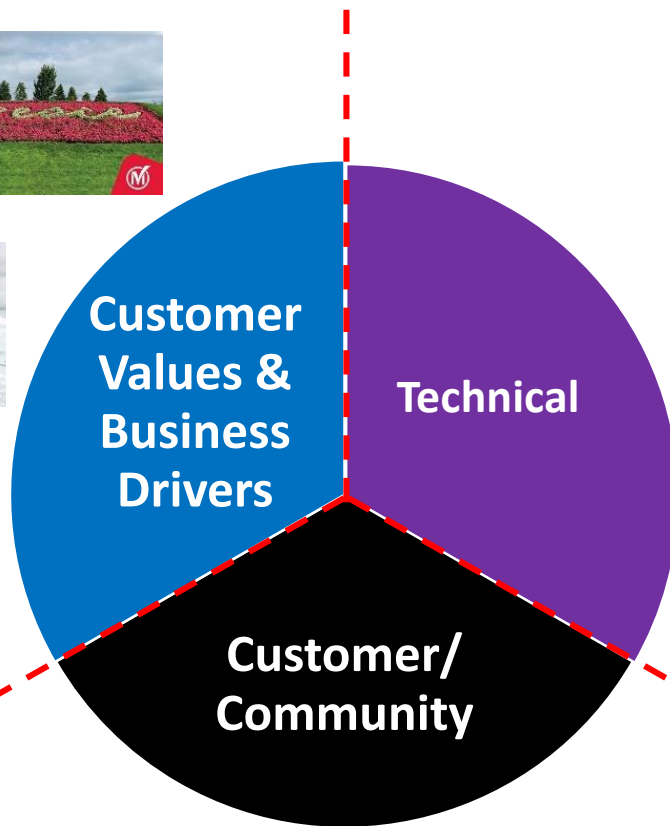 Customer
Values &
Business
Drivers
Technical
Customer/
Community